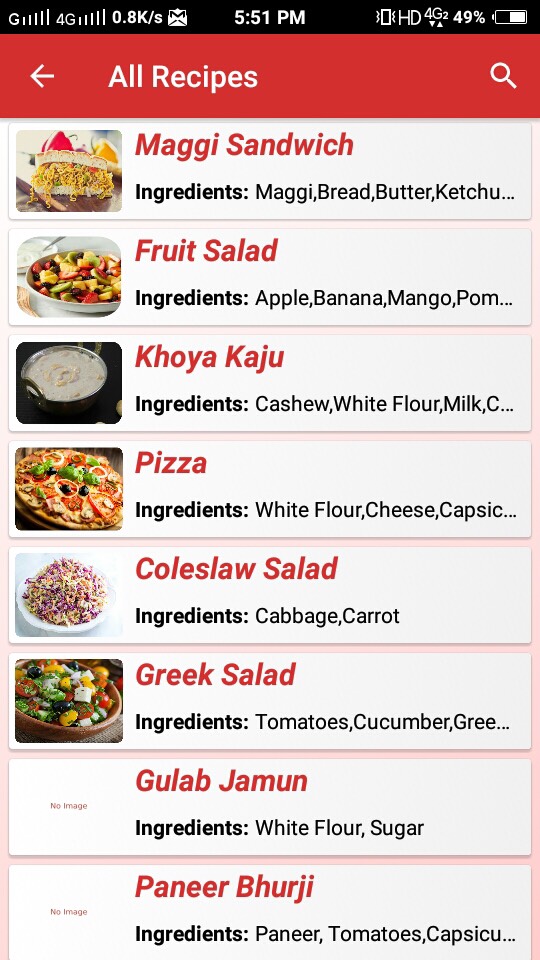 G 4G 0.8K/s 5:51 PM HD 4G2 49%
All Recipes
Maggi Sandwich
Ingredients: Maggi,Bread,Butter,Ketchu...
Fruit Salad
Ingredients: Apple,Banana,Mango,Pom...
Khoya Kaju
Ingredients: Cashew,White Flour,Milk,C...
Pizza
Ingredients: White Flour,Cheese,Capsic...
Coleslaw Salad
Ingredients: Cabbage,Carrot
Greek Salad
Ingredients: Tomatoes,Cucumber,Gree...
Gulab Jamun
No Image
Ingredients: White Flour, Sugar
Paneer Bhurji
No Image
Ingredients: Paneer, Tomatoes,Capsicu...